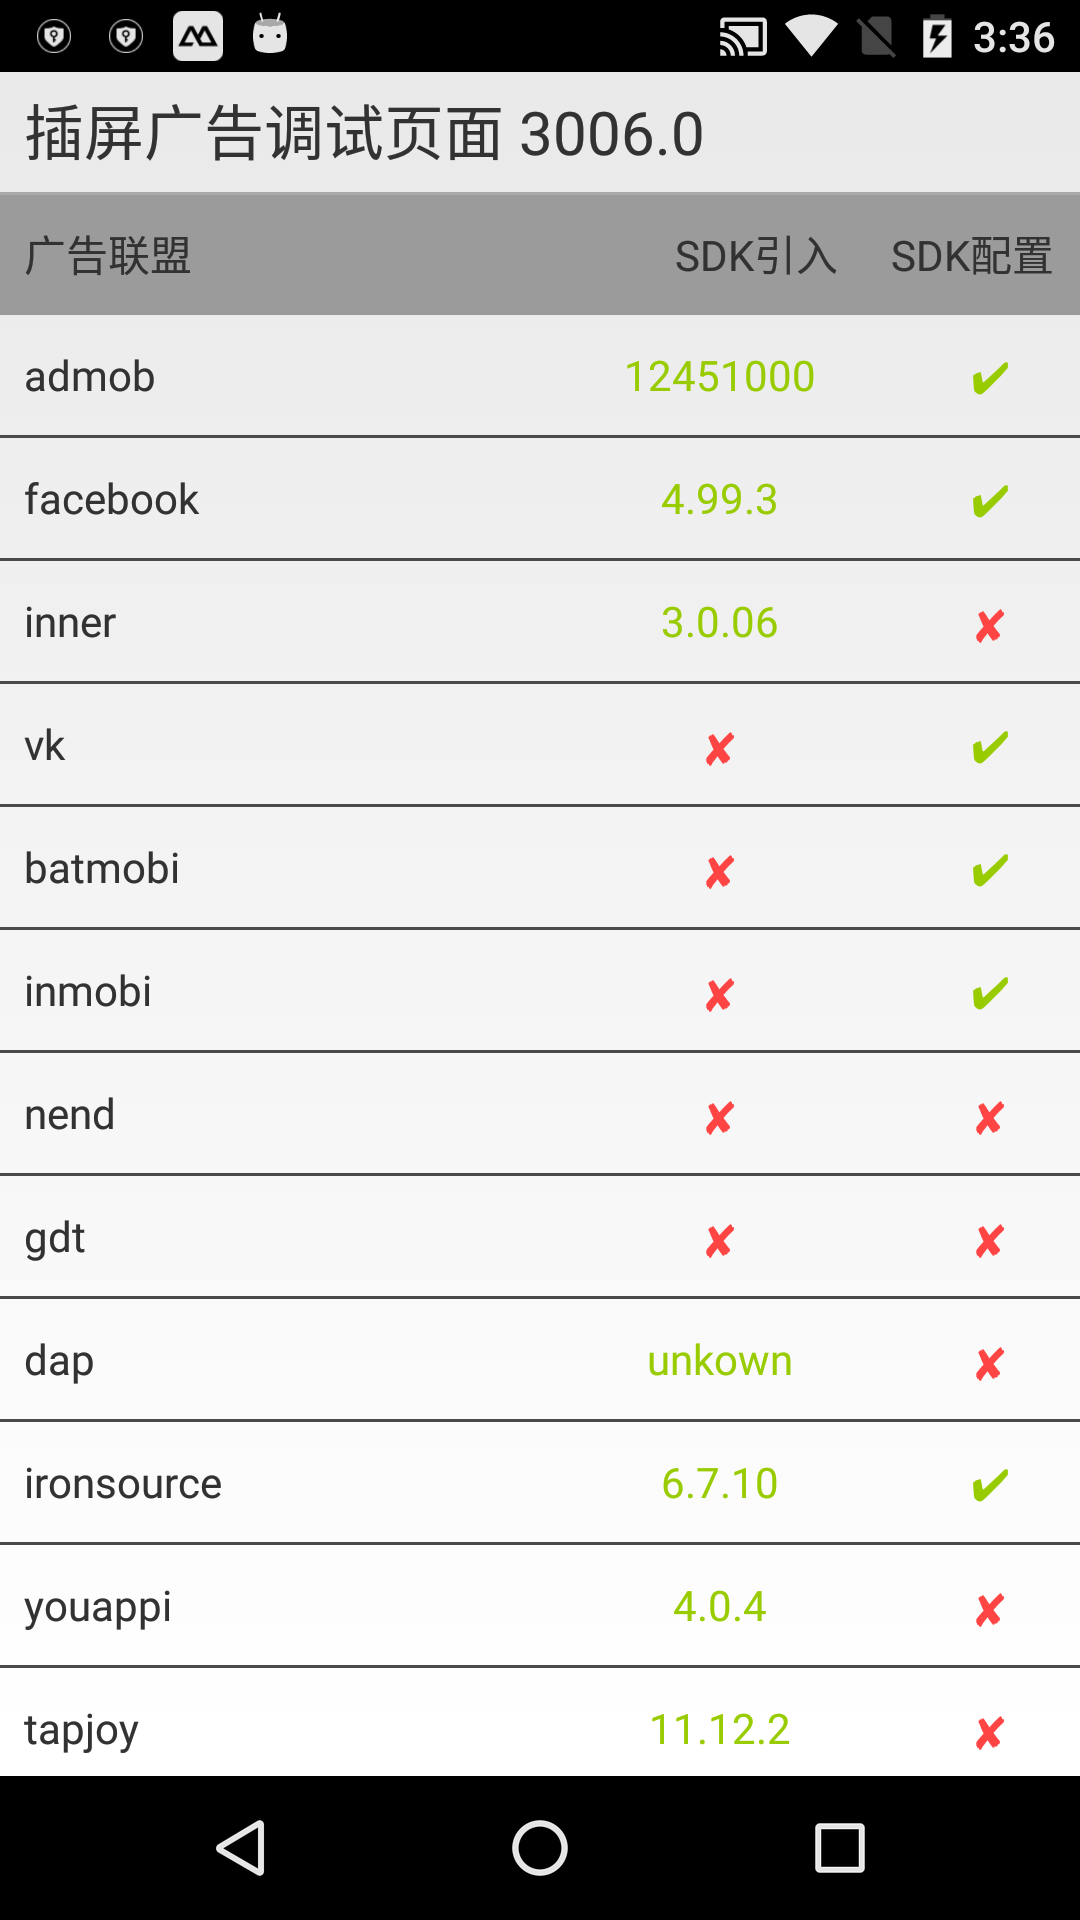 3:36
插屏广告调试页面 3006.0
广告联盟 SDK引入 SDK配置
admob 12451000 ✔
facebook 4.99.3 ✔
inner 3.0.06 ✘
vk ✘ ✔
batmobi ✘ ✔
inmobi ✘ ✔
nend ✘ ✘
gdt ✘ ✘
dap unkown ✘
ironsource 6.7.10 ✔
youappi 4.0.4 ✘
tapjoy 11.12.2 ✘